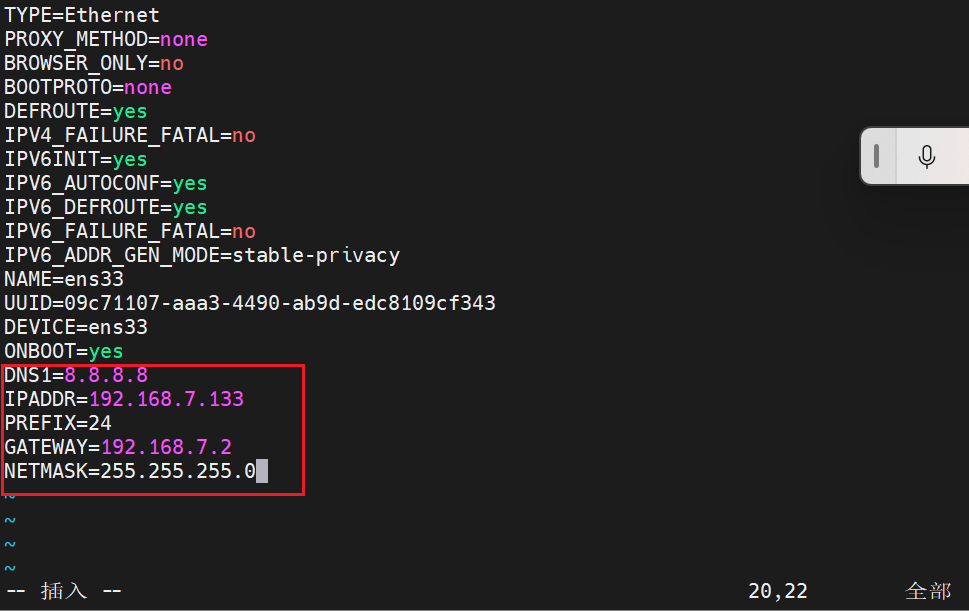 TYPE=Ethernet
PROXY_METHOD=none
BROWSER_ONLY=no
BOOTPROTO=none
DEFROUTE=yes
IPV4_FAILURE_FATAL=no
IPV6INIT=yes
IPV6_AUTOCONF=yes
IPV6_DEFROUTE=yes
IPV6_FAILURE_FATAL=no
IPV6_ADDR_GEN_MODE=stable-privacy
NAME=ens33
UUID=09c71107-aaa3-4490-ab9d-edc8109cf343
DEVICE=ens33
ONBOOT=yes
DNS1=8.8.8.8
IPADDR=192.168.7.133
PREFIX=24
GATEWAY=192.168.7.2
NETMASK=255.255.255.0
~
~
~
~
-- 插入 -- 20,22 全部